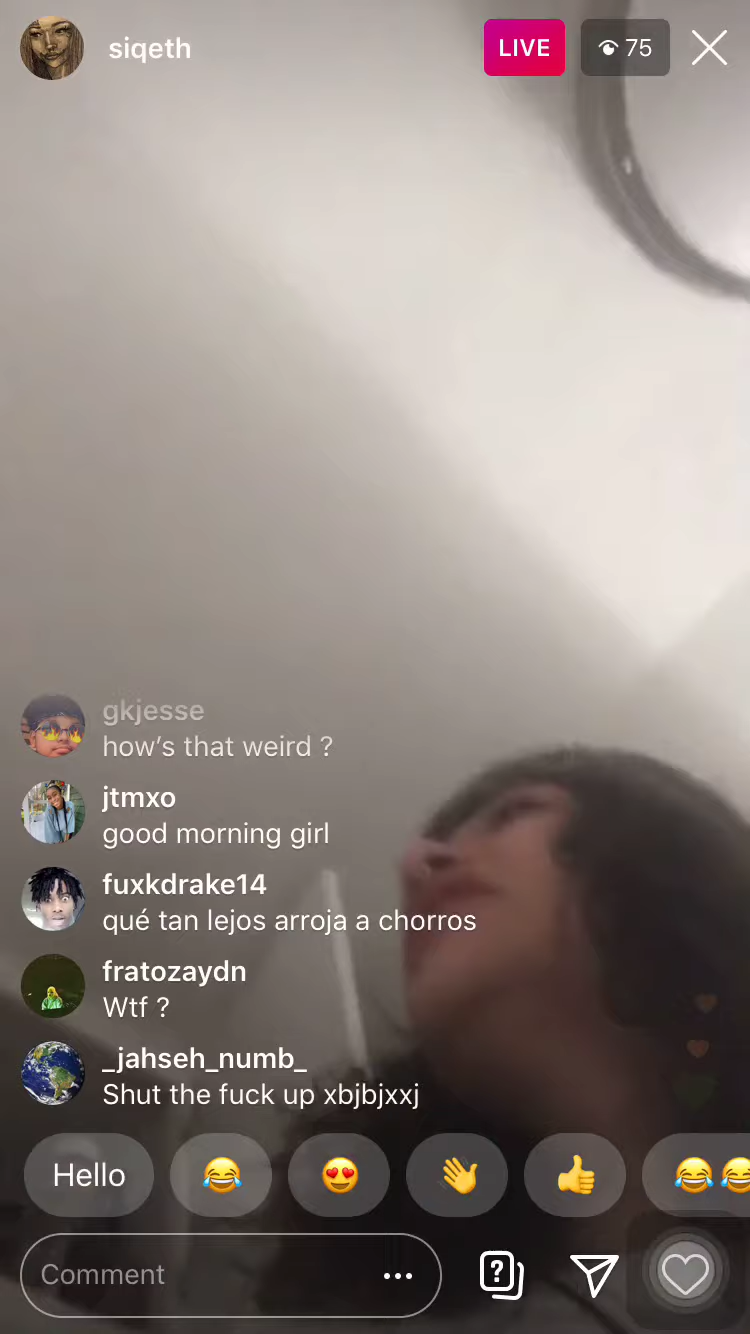 siqeth
LIVE
75
gkjesse
how's that weird ?
jtmxo
good morning girl
fuxkdrake14
qué tan lejos arroja a chorros
fratozaydn
Wtf ?
_jahseh_numb_
Shut the fuck up xbjbjxxj
Hello
Comment